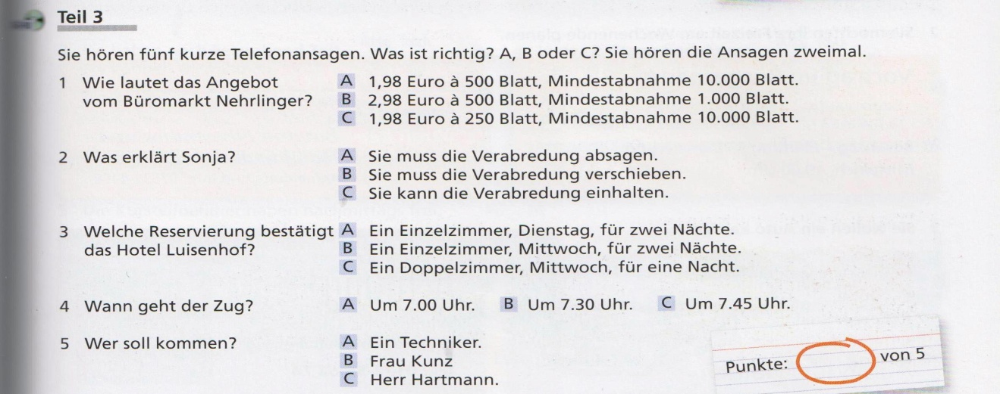 Teil 3
Sie hören fünf kurze Telefonansagen. Was ist richtig? A, B oder C? Sie hören die Ansagen zweimal.
1 Wie lautet das Angebot A 1,98 Euro à 500 Blatt, Mindestabnahme 10.000 Blatt.
vom Büromarkt Nehrlinger? B 2,98 Euro à 500 Blatt, Mindestabnahme 1.000 Blatt.
C 1,98 Euro à 250 Blatt, Mindestabnahme 10.000 Blatt.
2 Was erklärt Sonja? A Sie muss die Verabredung absagen.
B Sie muss die Verabredung verschieben.
C Sie kann die Verabredung einhalten.
3 Welche Reservierung bestätigt A Ein Einzelzimmer, Dienstag, für zwei Nächte.
das Hotel Luisenhof? B Ein Einzelzimmer, Mittwoch, für zwei Nächte.
C Ein Doppelzimmer, Mittwoch, für eine Nacht.
4 Wann geht der Zug? A Um 7.00 Uhr. B Um 7.30 Uhr. C Um 7.45 Uhr.
5 Wer soll kommen? A Ein Techniker.
B Frau Kunz
C Herr Hartmann.
Punkte: von 5